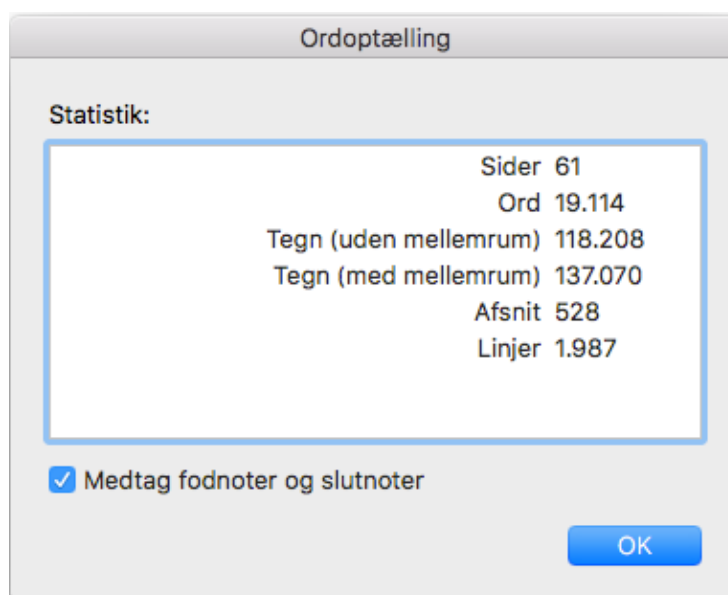 Ordoptælling
Statistik:
Sider 61
Ord 19.114
Tegn (uden mellemrum) 118.208
Tegn (med mellemrum) 137.070
Afsnit 528
Linjer 1.987
Medtag fodnoter og slutnoter
OK